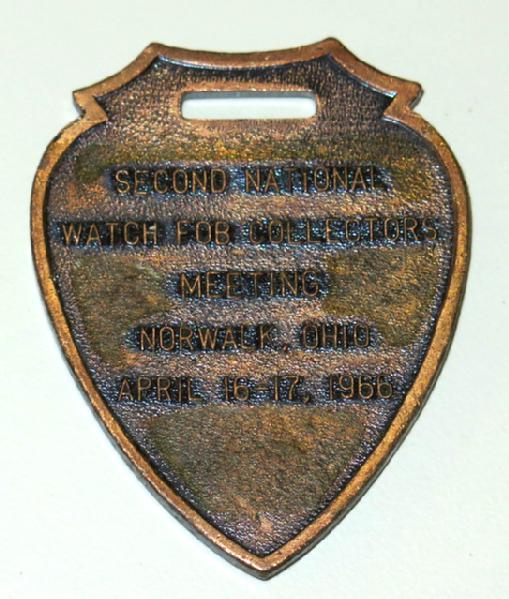 SECOND NATIONAL
WATCH FOB COLLECTORS
MEETING
NORWALK, OHIO
APRIL 16-17, 1966